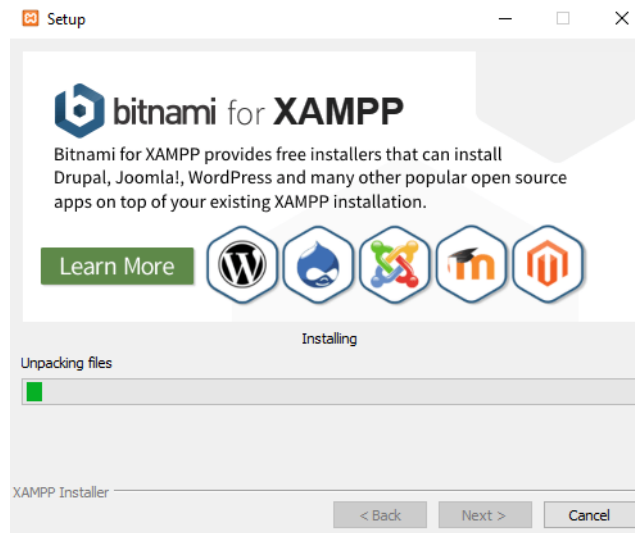 Setup
bitnami for XAMPP
Bitnami for XAMPP provides free installers that can install
Drupal, Joomla!, WordPress and many other popular open source
apps on top of your existing XAMPP installation.
Learn More
Installing
Unpacking files
XAMPP Installer
< Back Next > Cancel